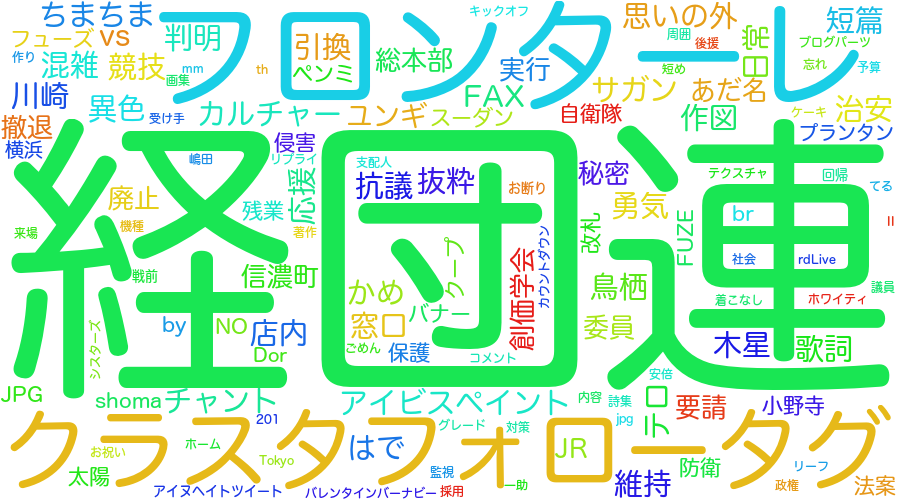 ちまちま
キックオフ
思いの外
周囲
後援
短篇
フューズ
vs
判明
フロンターレ
引換
ペンミ
総本部
日常
ブログパーツ
作り
混雑
競技
mm
画集
th
実行
短め
忘れ
予算
川崎
異色
受け手
カルチャー
ユンギ
スーダン
FAX
サガン
あだ名
ケーキ
治安
撤退
横浜
嶋田
リプライ
侵害
自衛隊
作図
プランタン
経団連
廃止
機種
残業
著作
応援
支配人
抗議
抜粋
お断り
秘密
勇気
テクスチャ
回帰
てる
来場
戦前
信濃町
かめ
クープ
創価学会
カウントダウン
改札
鳥栖
FUZE
br
社会
rdLive
II
議員
by
NO
店内
窓口
バナー
委員
着こなし
ホワイティ
シスターズ
Dor
ごめん
保護
コメント
木星
歌詞
JPG
shoma
チャント
アイビスペイント
内容
詩集
安倍
jpg
テロ
要請
小野寺
クラスタフォロータグ
201
グレード
対策
JR
お祝い
ホーム
太陽
Tokyo
はで
監視
一助
維持
防衛
リーフ
政権
法案
アイヌヘイトツイート
バレンタインバーナビー
採用